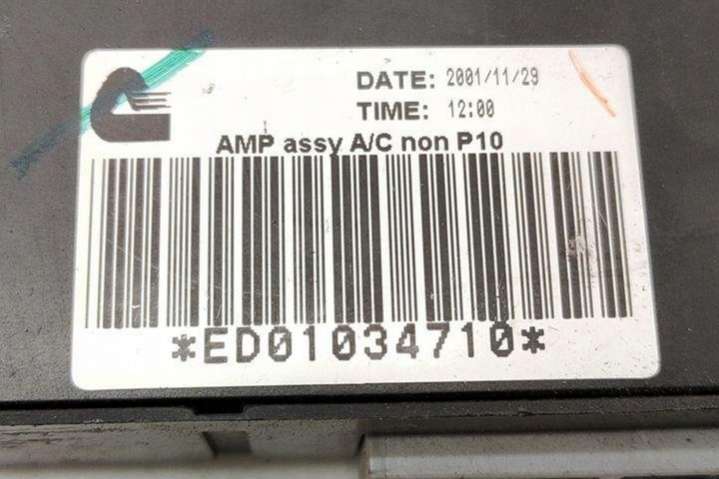 DATE: 2001/11/29
TIME: 12:00
AMP assy A/C non P10
*ED01034710*